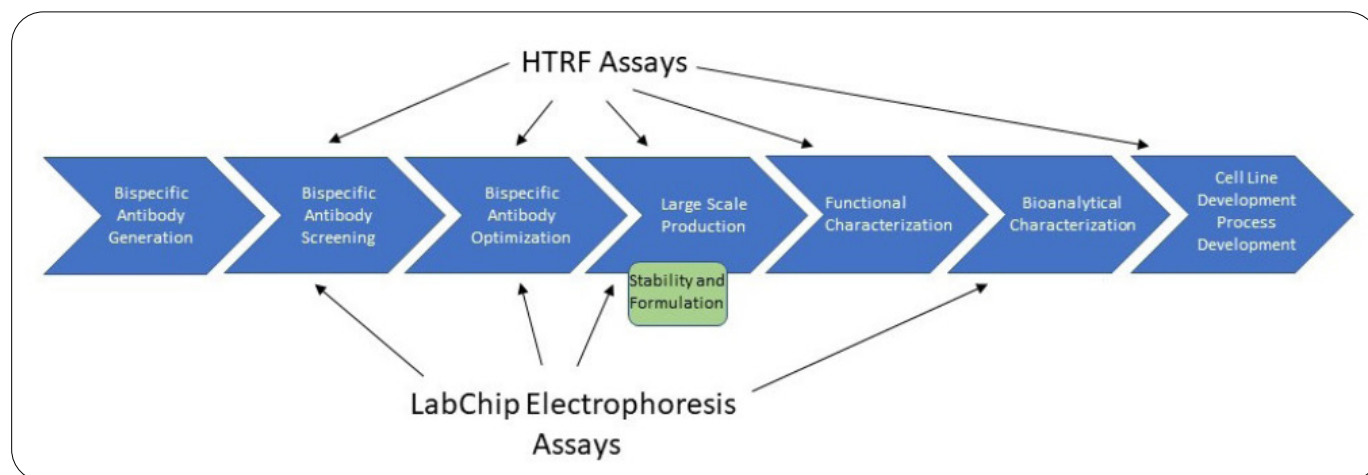 HTRF Assays
Bispecific
Antibody
Generation
Bispecific
Antibody
Screening
Bispecific
Antibody
Optimization
Large Scale
Production
Functional
Characterization
Bioanalytical
Characterization
Cell Line
Development
Process
Development
Stability and
Formulation
LabChip Electrophoresis
Assays